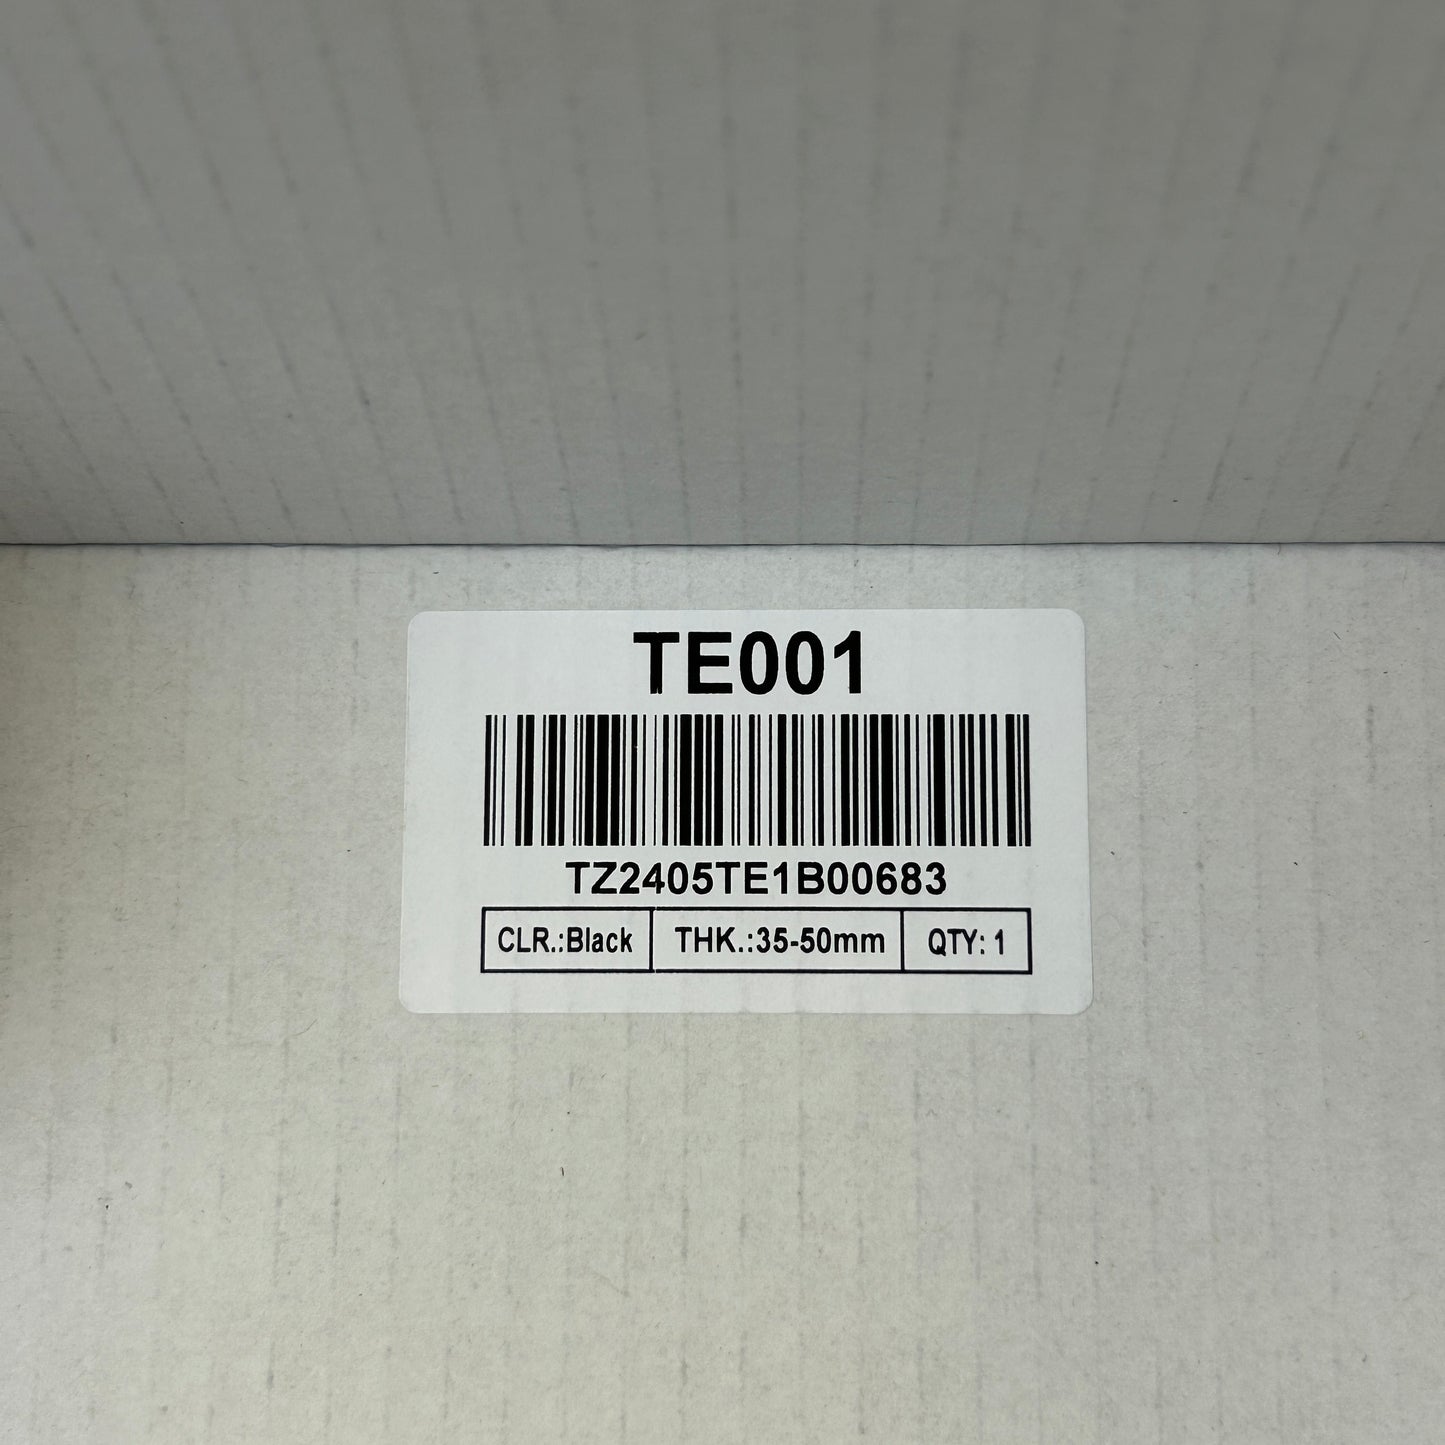 TE001
TZ2405TE1B00683
CLR.:Black THK.:35-50mm QTY: 1